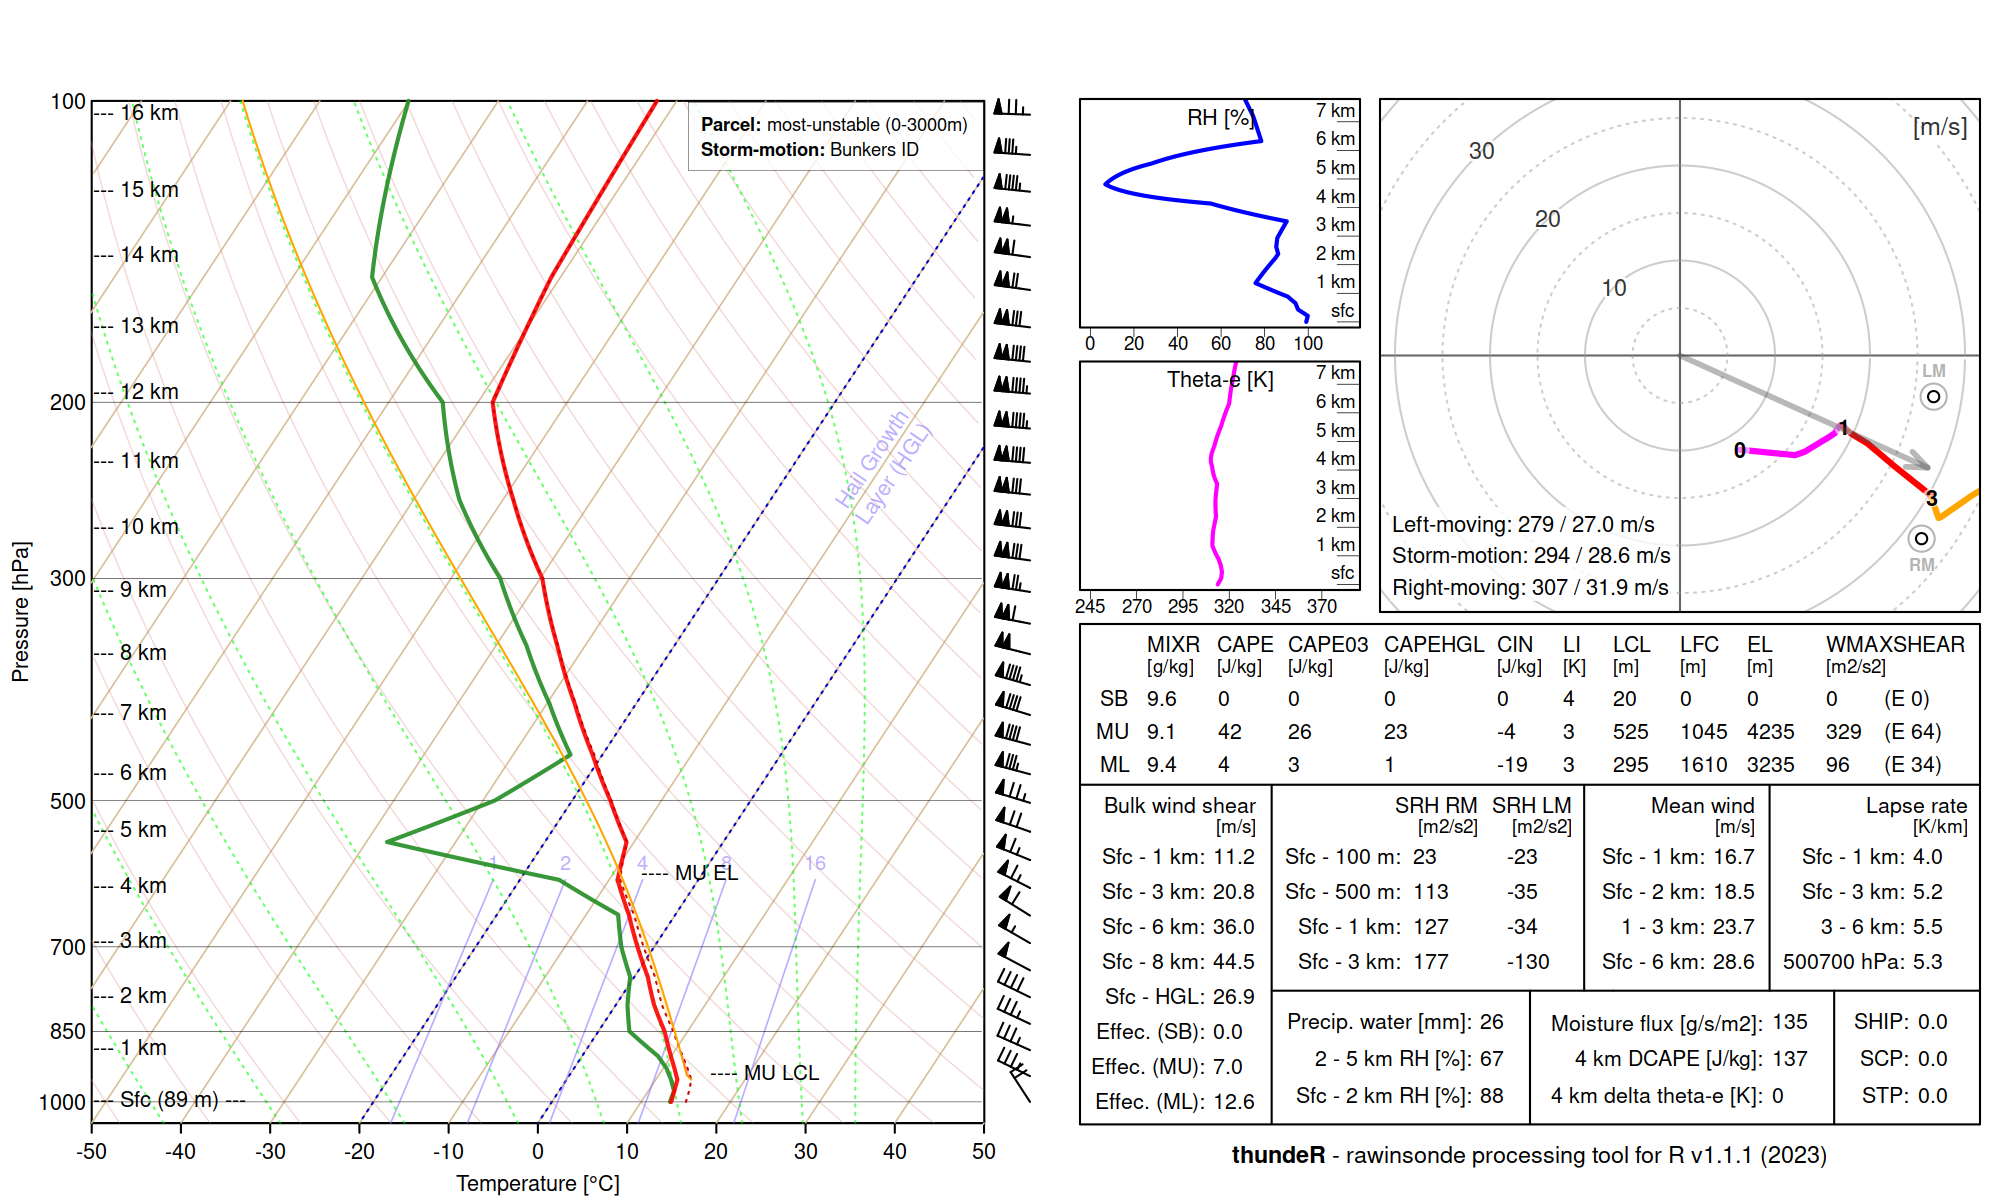 Pressure [hPa]
100
200
300
500
700
850
1000
--- 16 km
--- 15 km
--- 14 km
--- 13 km
--- 12 km
--- 11 km
--- 10 km
--- 9 km
--- 8 km
--- 7 km
--- 6 km
--- 5 km
--- 4 km
--- 3 km
--- 2 km
--- 1 km
--- Sfc (89 m) ---
Parcel: most-unstable (0-3000m)
Storm-motion: Bunkers ID
Hail Growth
Layer (HGL)
1 2 4 8 16
---- MU EL
---- MU LCL
-50 -40 -30 -20 -10 0 10 20 30 40 50
Temperature [°C]
RH [%]
7 km
6 km
5 km
4 km
3 km
2 km
1 km
sfc
0 20 40 60 80 100
Theta-e [K]
7 km
6 km
5 km
4 km
3 km
2 km
1 km
sfc
245 270 295 320 345 370
[m/s]
30
20
10
LM
0
1
3
RM
Left-moving: 279 / 27.0 m/s
Storm-motion: 294 / 28.6 m/s
Right-moving: 307 / 31.9 m/s
MIXR CAPE CAPE03 CAPEHGL CIN LI LCL LFC EL WMAXSHEAR
[g/kg] [J/kg] [J/kg] [J/kg] [J/kg] [K] [m] [m] [m] [m2/s2]
SB 9.6 0 0 0 0 4 20 0 0 0 (E 0)
MU 9.1 42 26 23 -4 3 525 1045 4235 329 (E 64)
ML 9.4 4 3 1 -19 3 295 1610 3235 96 (E 34)
Bulk wind shear
[m/s]
Sfc - 1 km: 11.2
Sfc - 3 km: 20.8
Sfc - 6 km: 36.0
Sfc - 8 km: 44.5
Sfc - HGL: 26.9
Effec. (SB): 0.0
Effec. (MU): 7.0
Effec. (ML): 12.6
SRH RM SRH LM
[m2/s2] [m2/s2]
Sfc - 100 m: 23 -23
Sfc - 500 m: 113 -35
Sfc - 1 km: 127 -34
Sfc - 3 km: 177 -130
Mean wind
[m/s]
Sfc - 1 km: 16.7
Sfc - 2 km: 18.5
1 - 3 km: 23.7
Sfc - 6 km: 28.6
Lapse rate
[K/km]
Sfc - 1 km: 4.0
Sfc - 3 km: 5.2
3 - 6 km: 5.5
500700 hPa: 5.3
Precip. water [mm]: 26
2 - 5 km RH [%]: 67
Sfc - 2 km RH [%]: 88
Moisture flux [g/s/m2]: 135
4 km DCAPE [J/kg]: 137
4 km delta theta-e [K]: 0
SHIP: 0.0
SCP: 0.0
STP: 0.0
thundeR - rawinsonde processing tool for R v1.1.1 (2023)